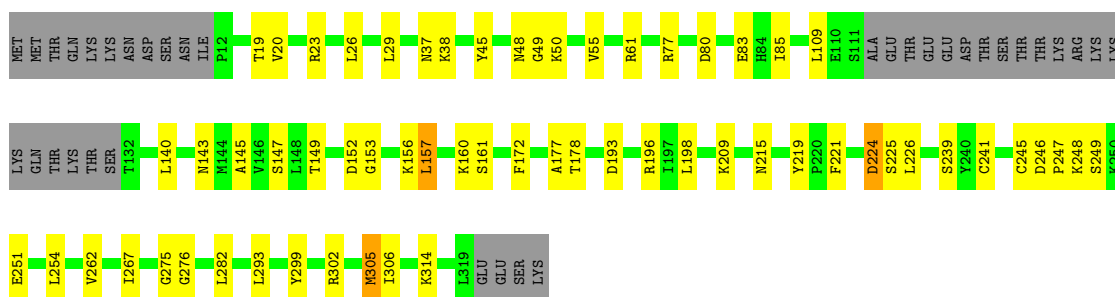 MET MET THR GLN LYS LYS ASN ASP SER ASN ILE P12 T19 V20 R23 L26 L29 N37 K38 Y45 N48 G49 K50 V55 R61 R77 D80 E83 H84 I85 L109 E110 S111 ALA GLU THR GLU GLU ASP THR SER THR THR LYS ARG LYS LYS
LYS GLN THR LYS THR SER T132 L140 N143 M144 A145 V146 S147 L148 T149 D152 G153 K156 L157 K160 S161 F172 A177 T178 D193 R196 I197 L198 K209 N215 Y219 P220 F221 D224 S225 L226 S239 Y240 C241 C245 D246 P247 K248 S249 K250
E251 L254 V262 I267 G275 G276 L282 L293 Y299 R302 M305 I306 K314 L319 GLU GLU SER LYS